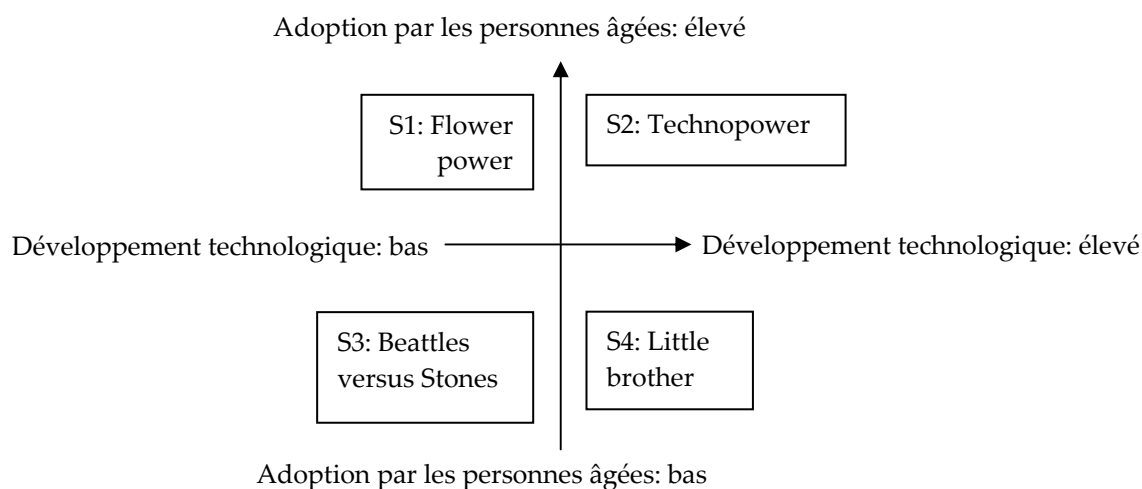 Adoption par les personnes âgées: élevé
S1: Flower
power
S2: Technopower
Développement technologique: bas
Développement technologique: élevé
S3: Beattles
versus Stones
S4: Little
brother
Adoption par les personnes âgées: bas